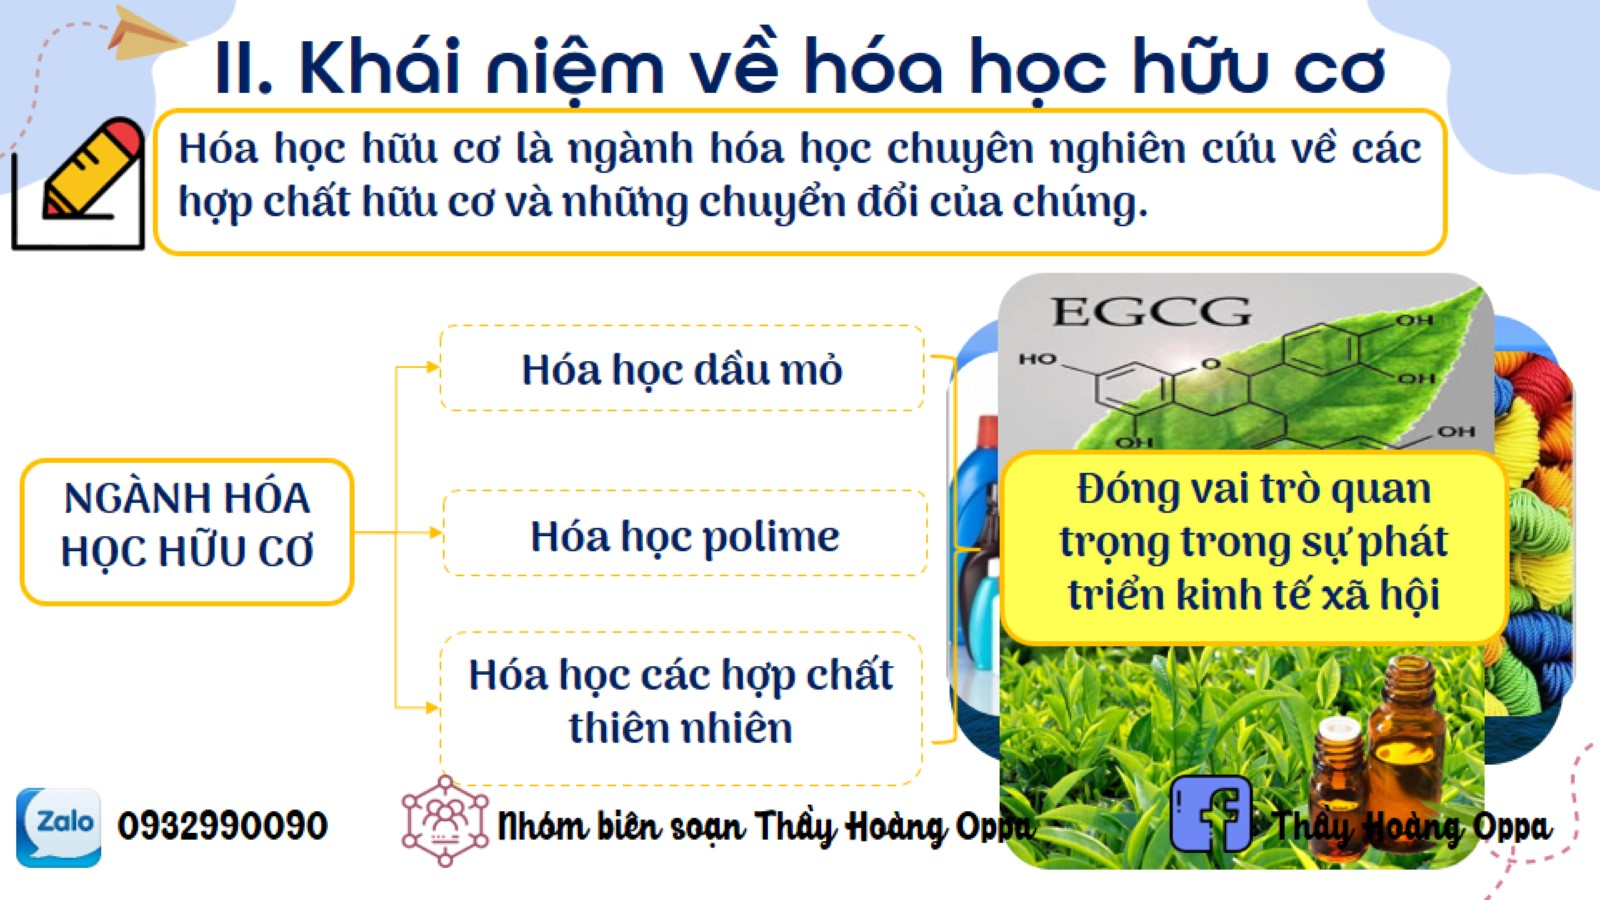 II. Khái niệm về hóa học hữu cơ
Hóa học hữu cơ là ngành hóa học chuyên nghiên cứu về các
hợp chất hữu cơ và những chuyển đổi của chúng.
EGCG
HO
O
OH
OH
OH
OH
Hóa học dầu mỏ
NGÀNH HÓA
HỌC HỮU CƠ
Hóa học polime
Hóa học các hợp chất
thiên nhiên
Đóng vai trò quan
trọng trong sự phát
triển kinh tế xã hội
Zalo
0932990090
Nhóm biên soạn Thầy Hoàng Oppa
f
Thầy Hoàng Oppa